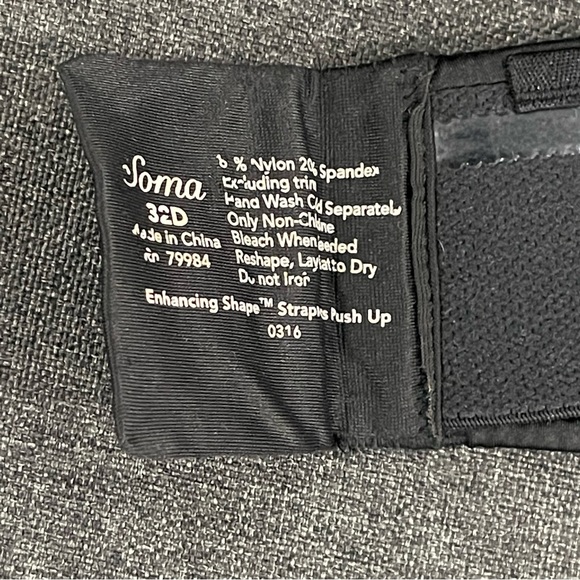 Soma
32D
Made in China
RN 79984
% Nylon 20% Spandex
Excluding trim
Hand Wash Cold Separately
Only Non-Chlorine
Bleach When Needed
Reshape, Lay Flat to Dry
Do not Iron
Enhancing Shape™ Strapless Push Up
0316